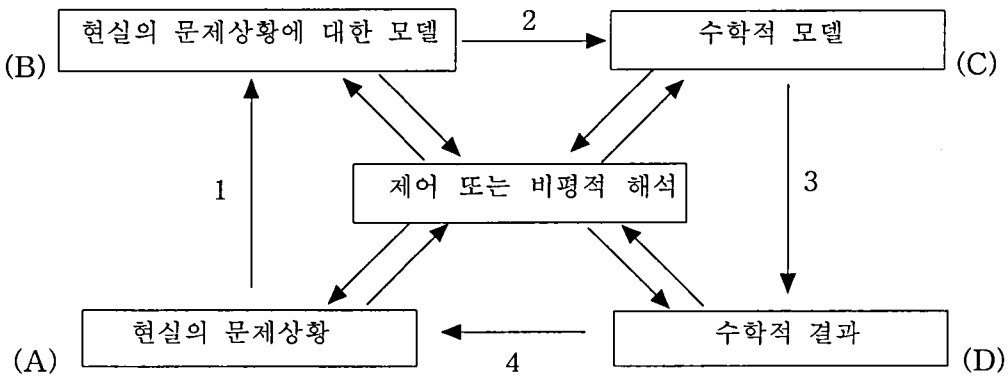 현실의 문제상황에 대한 모델
2
수학적 모델
(B)
(C)
1
제어 또는 비평적 해석
3
현실의 문제상황
수학적 결과
(A)
4
(D)